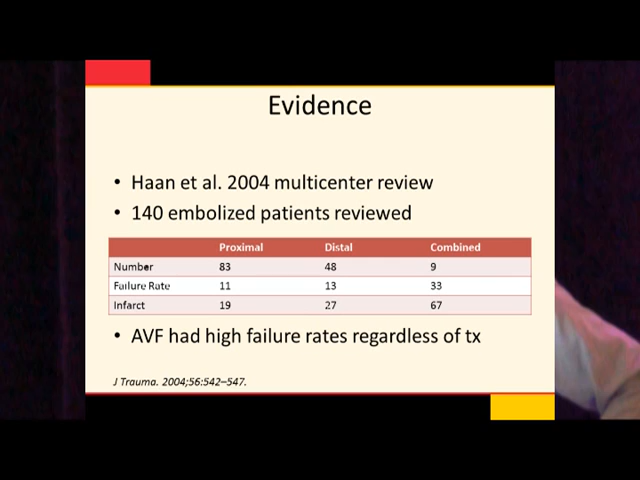 Evidence
• Haan et al. 2004 multicenter review
• 140 embolized patients reviewed
Proximal Distal Combined
Number 83 48 9
Failure Rate 11 13 33
Infarct 19 27 67
• AVF had high failure rates regardless of tx
J Trauma. 2004;56:542–547.